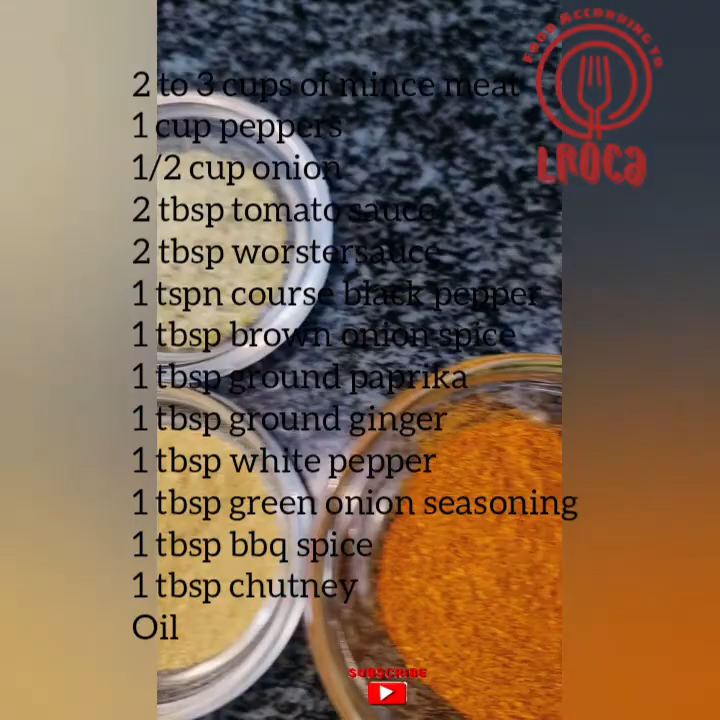 FOOD ACCORDING TO
LROCA
2 to 3 cups of mince meat
1 cup peppers
1/2 cup onion
2 tbsp tomato sauce
2 tbsp worstersauce
1 tspn course black pepper
1 tbsp brown onion spice
1 tbsp ground paprika
1 tbsp ground ginger
1 tbsp white pepper
1 tbsp green onion seasoning
1 tbsp bbq spice
1 tbsp chutney
Oil
SUBSCRIBE